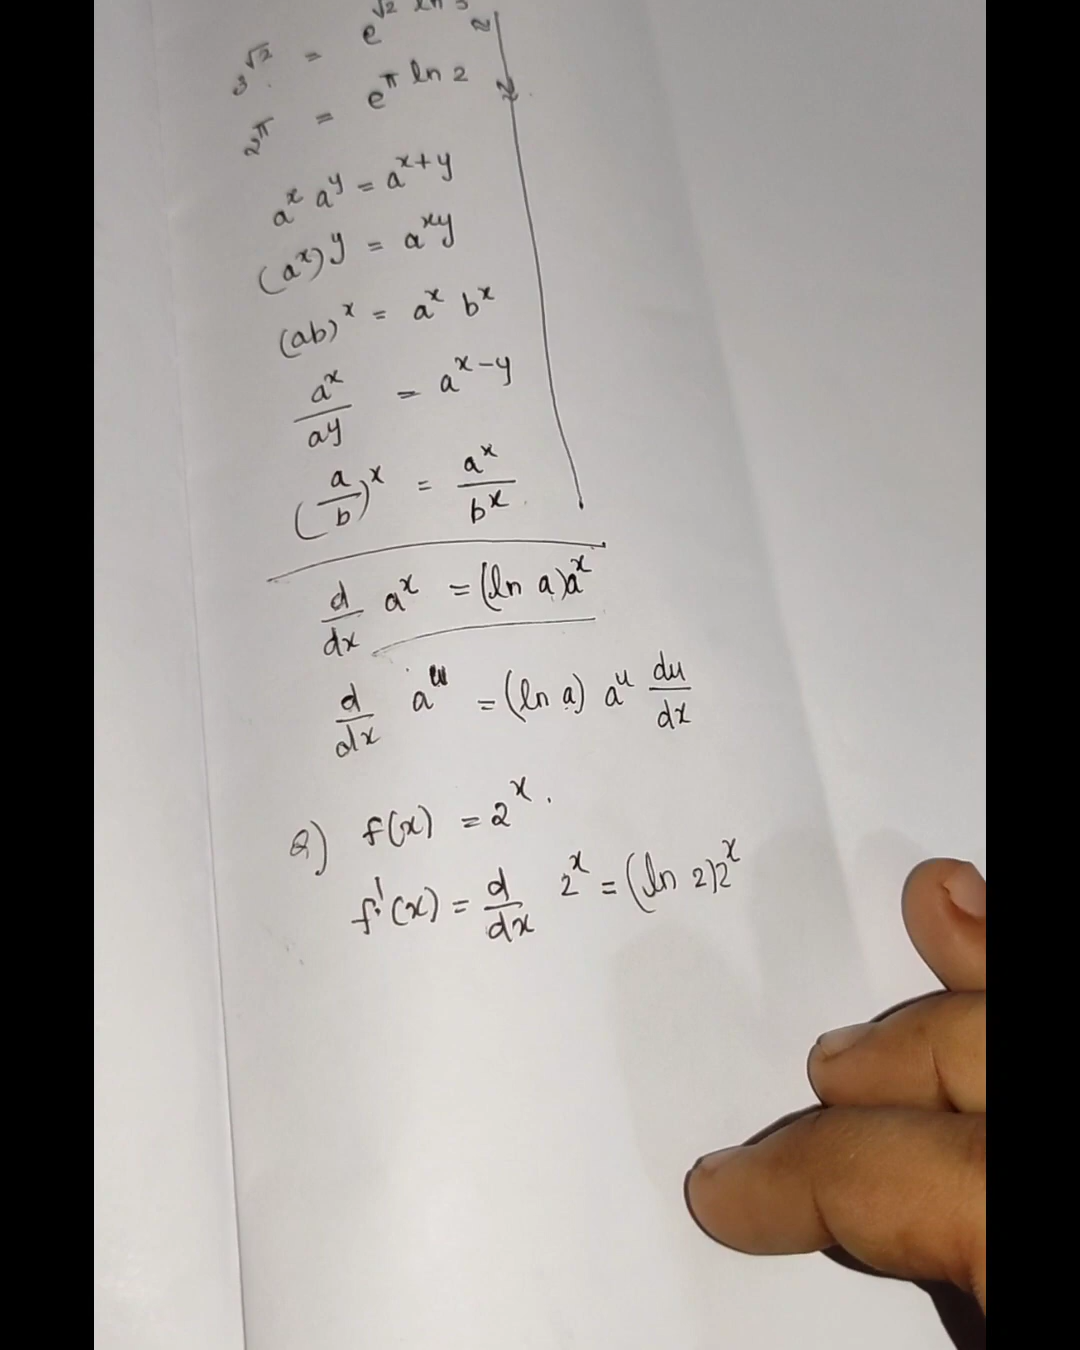 3^√2 = e^√2 ln 3 ≈
2^π = e^π ln 2 ≈
a^x a^y = a^x+y
(a^x)^y = a^xy
(ab)^x = a^x b^x
a^x/a^y = a^x-y
(a/b)^x = a^x/b^x
d/dx a^x = (ln a)a^x
d/dx a^u = (ln a) a^u du/dx
Q) f(x) = 2^x.
f'(x) = d/dx 2^x = (ln 2)2^x